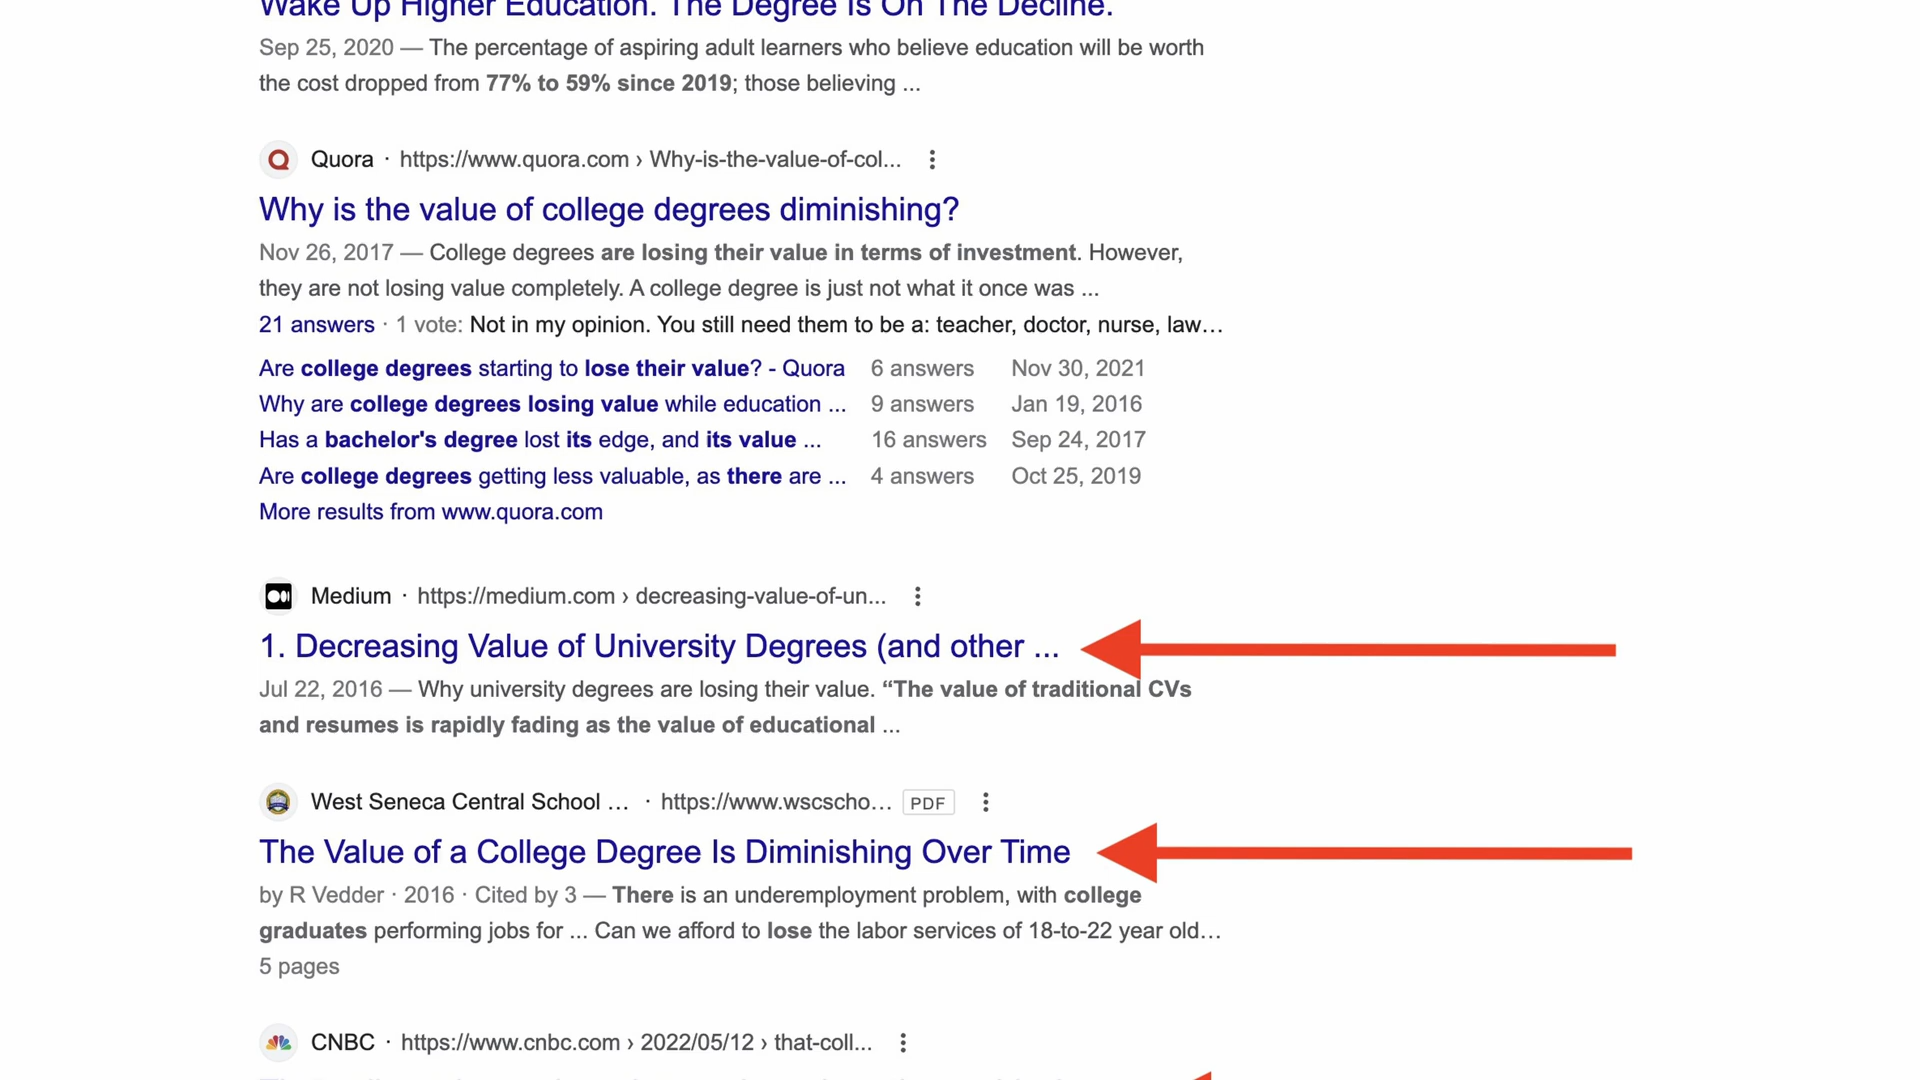 Wake Up Higher Education. The Degree Is On The Decline.
Sep 25, 2020 — The percentage of aspiring adult learners who believe education will be worth
the cost dropped from 77% to 59% since 2019; those believing ...
Quora · https://www.quora.com › Why-is-the-value-of-col...
Why is the value of college degrees diminishing?
Nov 26, 2017 — College degrees are losing their value in terms of investment. However,
they are not losing value completely. A college degree is just not what it once was ...
21 answers · 1 vote: Not in my opinion. You still need them to be a: teacher, doctor, nurse, law…
Are college degrees starting to lose their value? - Quora 6 answers Nov 30, 2021
Why are college degrees losing value while education ... 9 answers Jan 19, 2016
Has a bachelor's degree lost its edge, and its value ... 16 answers Sep 24, 2017
Are college degrees getting less valuable, as there are ... 4 answers Oct 25, 2019
More results from www.quora.com
Medium · https://medium.com › decreasing-value-of-un...
1. Decreasing Value of University Degrees (and other ...
Jul 22, 2016 — Why university degrees are losing their value. “The value of traditional CVs
and resumes is rapidly fading as the value of educational ...
West Seneca Central School ... · https://www.wscscho... PDF
The Value of a College Degree Is Diminishing Over Time
by R Vedder · 2016 · Cited by 3 — There is an underemployment problem, with college
graduates performing jobs for ... Can we afford to lose the labor services of 18-to-22 year old…
5 pages
CNBC · https://www.cnbc.com › 2022/05/12 › that-coll...